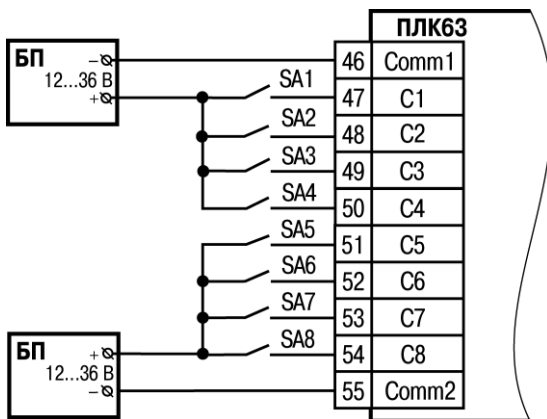 ПЛК63
БП
12...36 В
–
+
46 Comm1
SA1 47 C1
SA2 48 C2
SA3 49 C3
SA4 50 C4
SA5 51 C5
SA6 52 C6
SA7 53 C7
SA8 54 C8
55 Comm2
БП
12...36 В
+
–